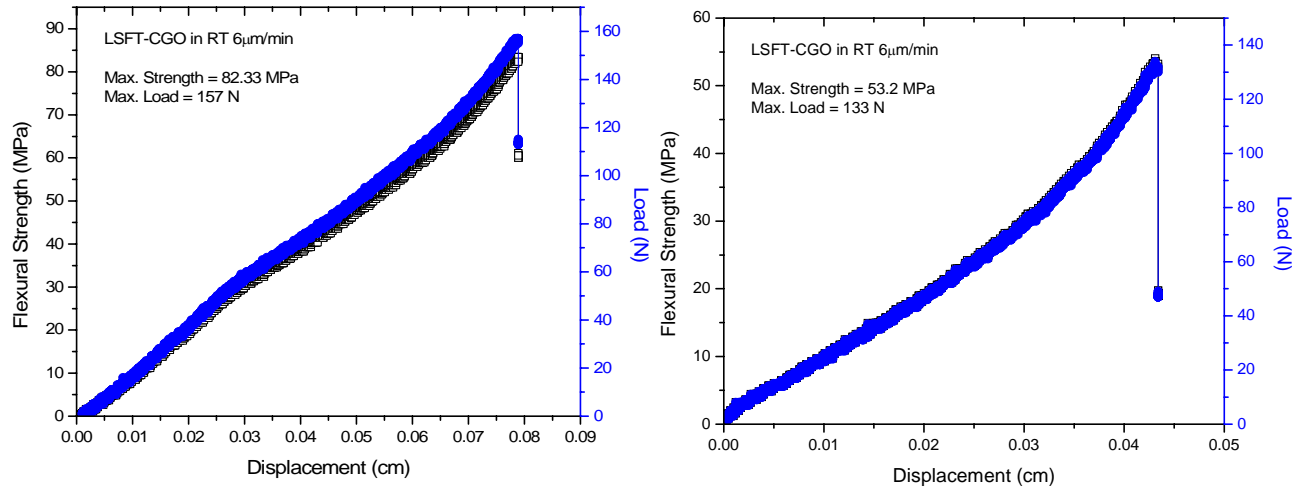 LSFT-CGO in RT 6μm/min
Max. Strength = 82.33 MPa
Max. Load = 157 N
Flexural Strength (MPa)
90
80
70
60
50
40
30
20
10
0
160
140
120
100
80
60
40
20
0
Load (N)
0.00 0.01 0.02 0.03 0.04 0.05 0.06 0.07 0.08 0.09
Displacement (cm)
LSFT-CGO in RT 6μm/min
Max. Strength = 53.2 MPa
Max. Load = 133 N
Flexural Strength (MPa)
60
50
40
30
20
10
0
140
120
100
80
60
40
20
0
Load (N)
0.00 0.01 0.02 0.03 0.04 0.05
Displacement (cm)